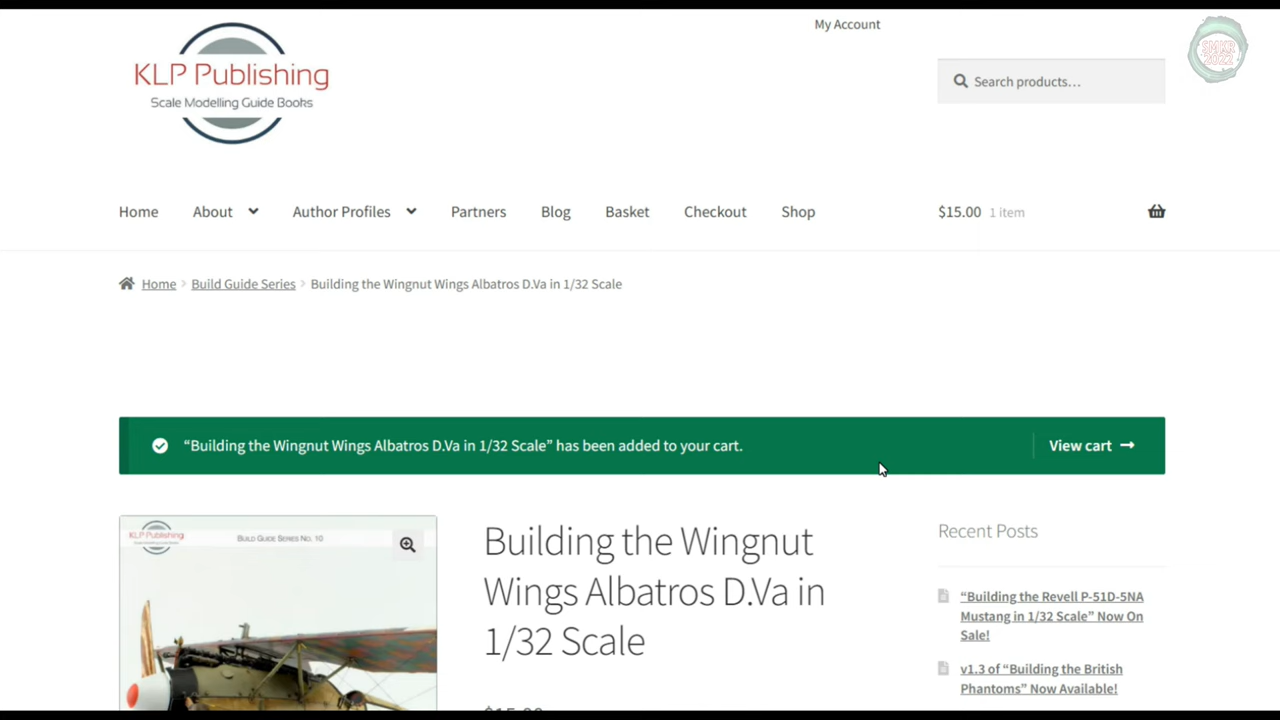 My Account
SMKR
2022
KLP Publishing
Scale Modelling Guide Books
Search products…
Home About Author Profiles Partners Blog Basket Checkout Shop $15.00 1 item
Home Build Guide Series Building the Wingnut Wings Albatros D.Va in 1/32 Scale
“Building the Wingnut Wings Albatros D.Va in 1/32 Scale” has been added to your cart. View cart
KLP Publishing
Build Guide Series No. 10
Building the Wingnut
Wings Albatros D.Va in
1/32 Scale
$15.00
Recent Posts
“Building the Revell P-51D-5NA
Mustang in 1/32 Scale” Now On
Sale!
v1.3 of “Building the British
Phantoms” Now Available!